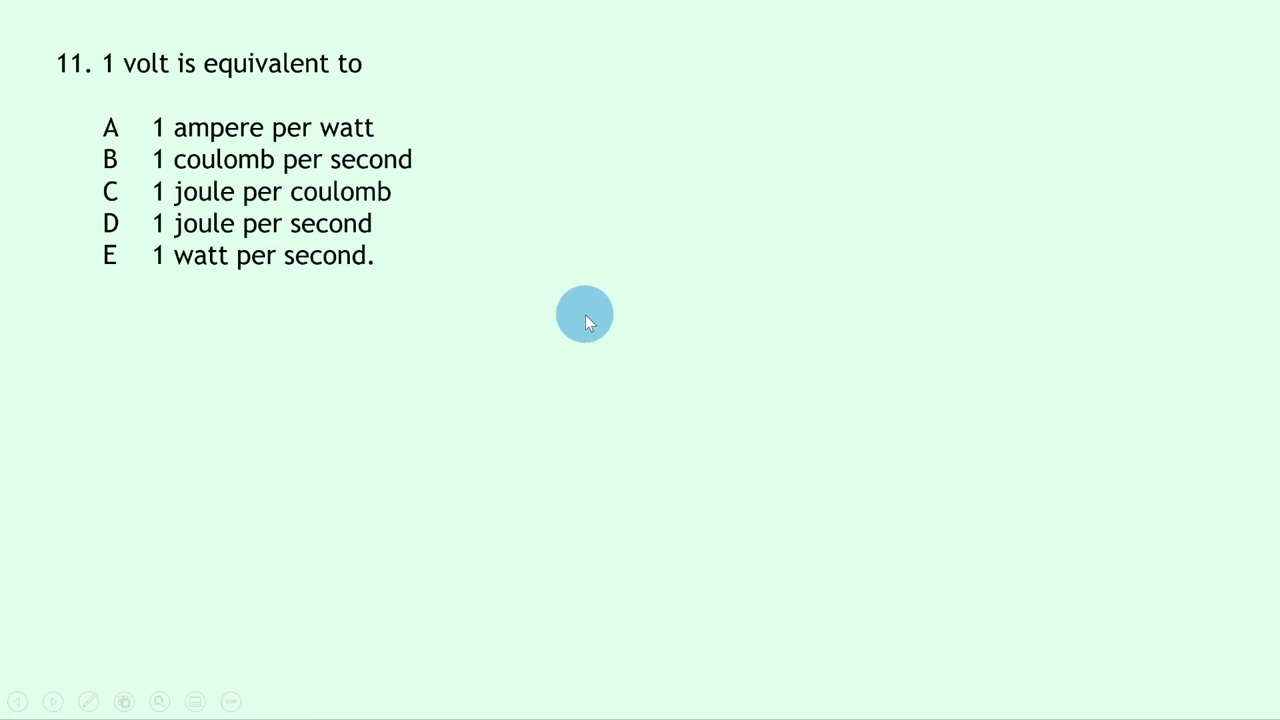 11. 1 volt is equivalent to
A 1 ampere per watt
B 1 coulomb per second
C 1 joule per coulomb
D 1 joule per second
E 1 watt per second.